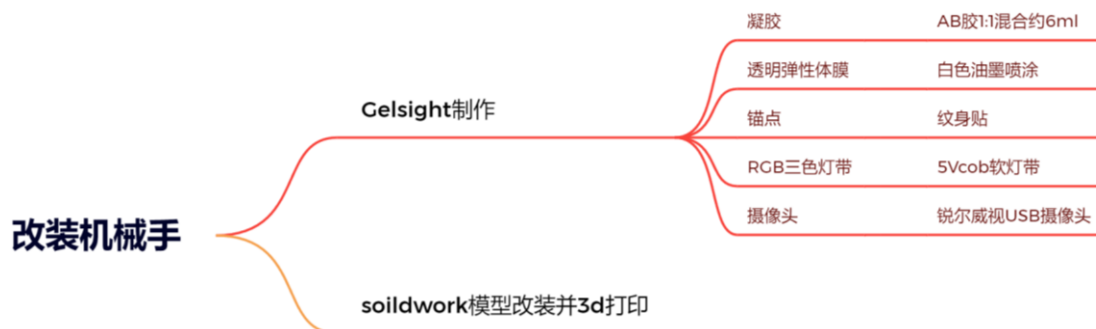 改装机械手
Gelsight制作
凝胶 AB胶1:1混合约6ml
透明弹性体膜 白色油墨喷涂
锚点 纹身贴
RGB三色灯带 5Vcob软灯带
摄像头 锐尔威视USB摄像头
soildwork模型改装并3d打印